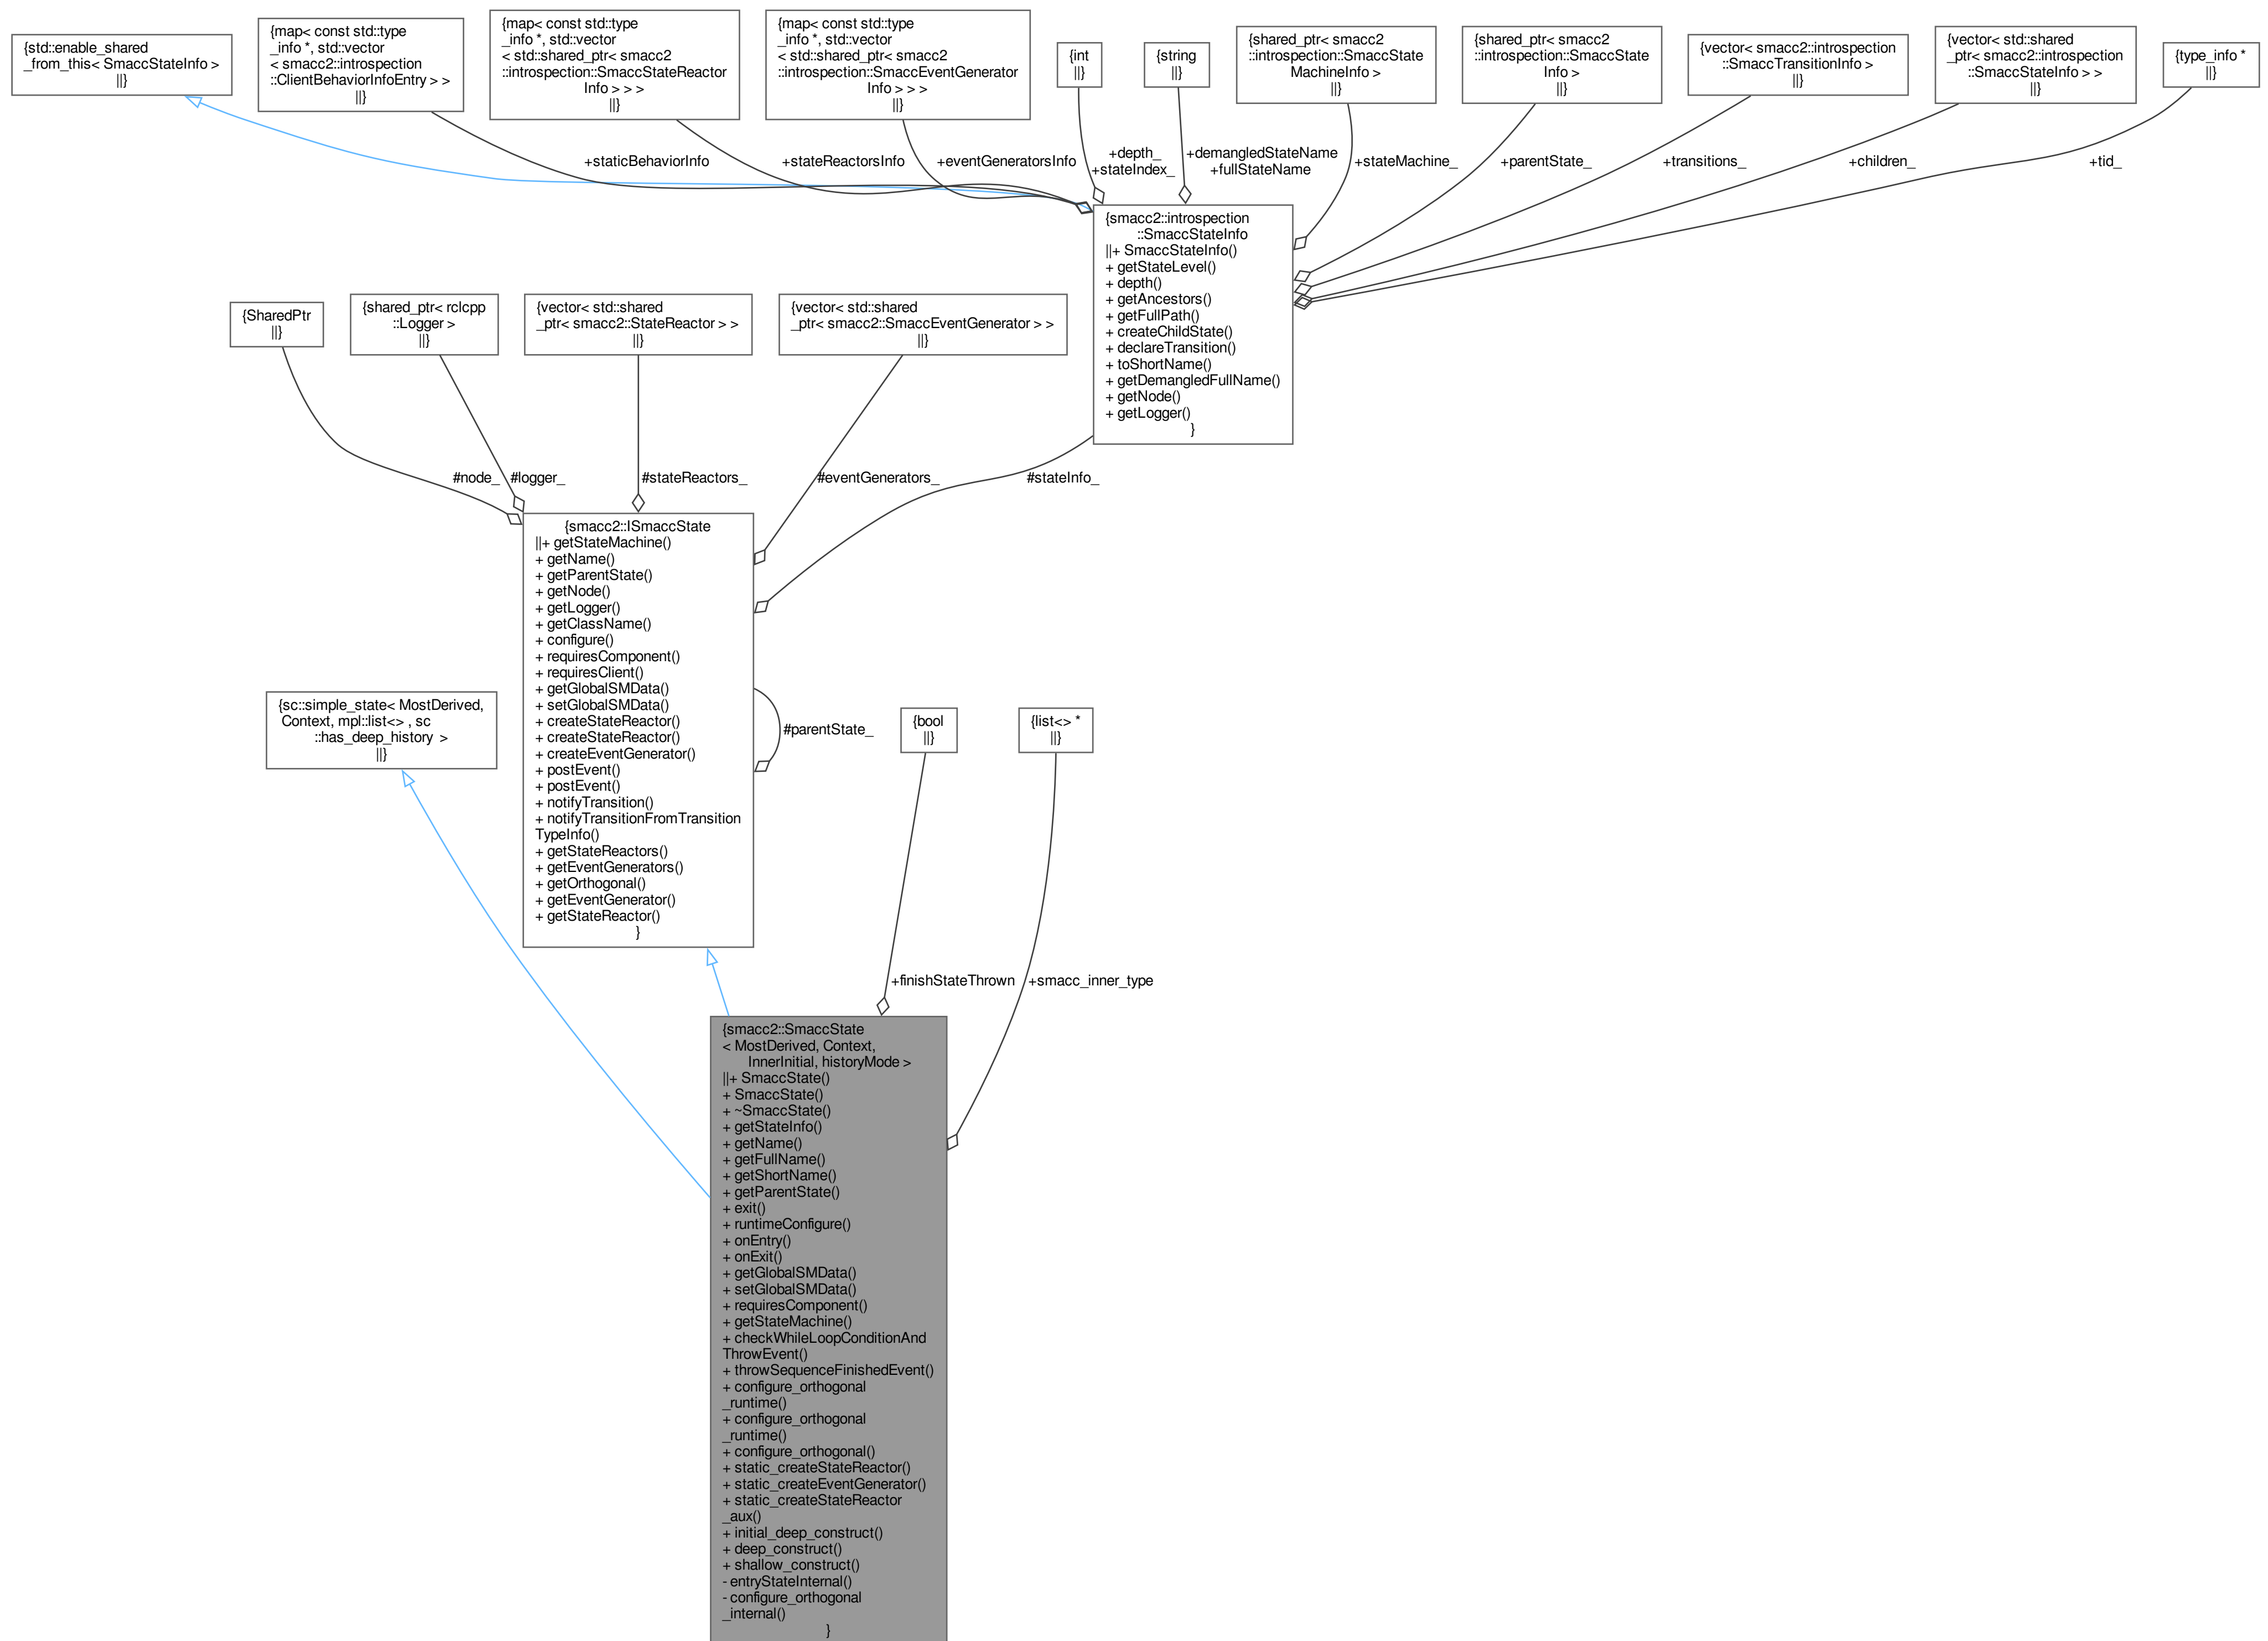 {std::enable_shared
_from_this< SmaccStateInfo >
||}
{map< const std::type
_info *, std::vector
< smacc2::introspection
::ClientBehaviorInfoEntry > >
||}
{map< const std::type
_info *, std::vector
< std::shared_ptr< smacc2
::introspection::SmaccStateReactor
Info > > >
||}
{map< const std::type
_info *, std::vector
< std::shared_ptr< smacc2
::introspection::SmaccEventGenerator
Info > > >
||}
{int
||}
{string
||}
{shared_ptr< smacc2
::introspection::SmaccState
MachineInfo >
||}
{shared_ptr< smacc2
::introspection::SmaccState
Info >
||}
{vector< smacc2::introspection
::SmaccTransitionInfo >
||}
{vector< std::shared
_ptr< smacc2::introspection
::SmaccStateInfo > >
||}
{type_info *
||}
+staticBehaviorInfo
+stateReactorsInfo
+eventGeneratorsInfo
+depth_
+stateIndex_
+demangledStateName
+fullStateName
+stateMachine_
+parentState_
+transitions_
+children_
+tid_
{smacc2::introspection
::SmaccStateInfo
||+ SmaccStateInfo()
+ getStateLevel()
+ depth()
+ getAncestors()
+ getFullPath()
+ createChildState()
+ declareTransition()
+ toShortName()
+ getDemangledFullName()
+ getNode()
+ getLogger()
}
{SharedPtr
||}
{shared_ptr< rclcpp
::Logger >
||}
{vector< std::shared
_ptr< smacc2::StateReactor > >
||}
{vector< std::shared
_ptr< smacc2::SmaccEventGenerator > >
||}
#node_
#logger_
#stateReactors_
#eventGenerators_
#stateInfo_
{smacc2::ISmaccState
||+ getStateMachine()
+ getName()
+ getParentState()
+ getNode()
+ getLogger()
+ getClassName()
+ configure()
+ requiresComponent()
+ requiresClient()
+ getGlobalSMData()
+ setGlobalSMData()
+ createStateReactor()
+ createStateReactor()
+ createEventGenerator()
+ postEvent()
+ postEvent()
+ notifyTransition()
+ notifyTransitionFromTransition
TypeInfo()
+ getStateReactors()
+ getEventGenerators()
+ getOrthogonal()
+ getEventGenerator()
+ getStateReactor()
}
#parentState_
{sc::simple_state< MostDerived,
Context, mpl::list<> , sc
::has_deep_history >
||}
{bool
||}
{list<> *
||}
+finishStateThrown
+smacc_inner_type
{smacc2::SmaccState
< MostDerived, Context,
InnerInitial, historyMode >
||+ SmaccState()
+ SmaccState()
+ ~SmaccState()
+ getStateInfo()
+ getName()
+ getFullName()
+ getShortName()
+ getParentState()
+ exit()
+ runtimeConfigure()
+ onEntry()
+ onExit()
+ getGlobalSMData()
+ setGlobalSMData()
+ requiresComponent()
+ getStateMachine()
+ checkWhileLoopConditionAnd
ThrowEvent()
+ throwSequenceFinishedEvent()
+ configure_orthogonal
_runtime()
+ configure_orthogonal
_runtime()
+ configure_orthogonal()
+ static_createStateReactor()
+ static_createEventGenerator()
+ static_createStateReactor
_aux()
+ initial_deep_construct()
+ deep_construct()
+ shallow_construct()
- entryStateInternal()
- configure_orthogonal
_internal()
}